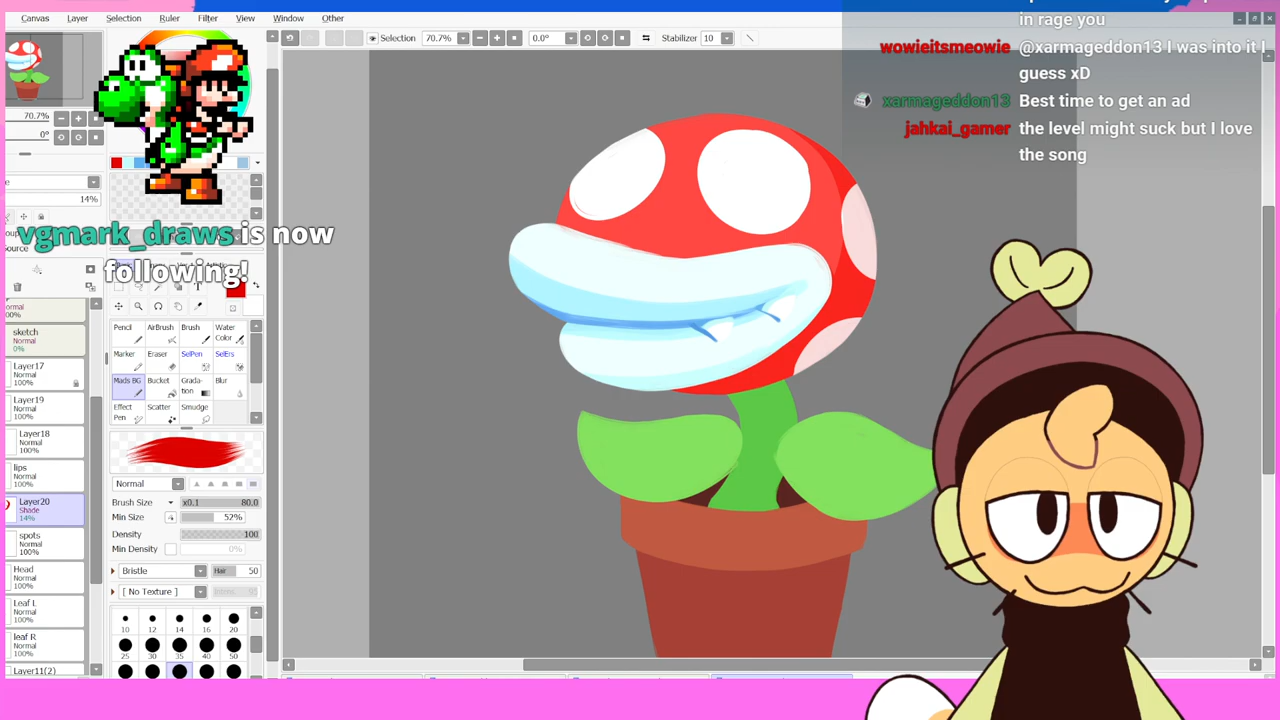 Canvas Layer Selection Ruler Filter View Window Other
in rage you
wowieitsmeowie @xarmageddon13 I was into it I
guess xD
xarmageddon13 Best time to get an ad
jahkai_gamer the level might suck but I love
the song
Selection 70.7% 0.0° Stabilizer 10
70.7%
0°
14%
vgmark_draws is now
following!
Normal
sketch
Normal
0%
Layer17
Normal
100%
Layer19
Normal
100%
Layer18
Normal
100%
lips
Normal
100%
Layer20
Shade
14%
spots
Normal
100%
Head
Normal
100%
Leaf L
Normal
100%
leaf R
Normal
100%
Layer11(2)
Pencil AirBrush Brush Water
Color
Marker Eraser SelPen SelErs
Mads BG Bucket Grada-
tion Blur
Effect
Pen Scatter Smudge
Normal
Brush Size x0.1 80.0
Min Size 52%
Density 100
Min Density 0%
Bristle Hair 50
[ No Texture ]
10 12 14 16 20
25 30 35 40 50